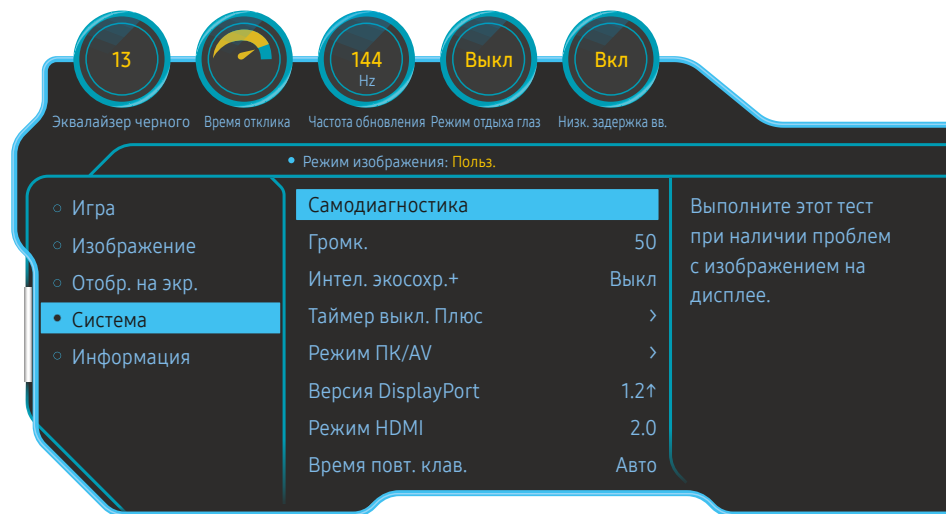 13
144
Hz
Выкл
Вкл
Эквалайзер черного
Время отклика
Частота обновления
Режим отдыха глаз
Низк. задержка вв.
• Режим изображения: Польз.
Игра
Изображение
Отобр. на экр.
Система
Информация
Самодиагностика
Громк. 50
Интел. экосохр.+ Выкл
Таймер выкл. Плюс >
Режим ПК/AV >
Версия DisplayPort 1.2↑
Режим HDMI 2.0
Время повт. клав. Авто
Выполните этот тест
при наличии проблем
с изображением на
дисплее.